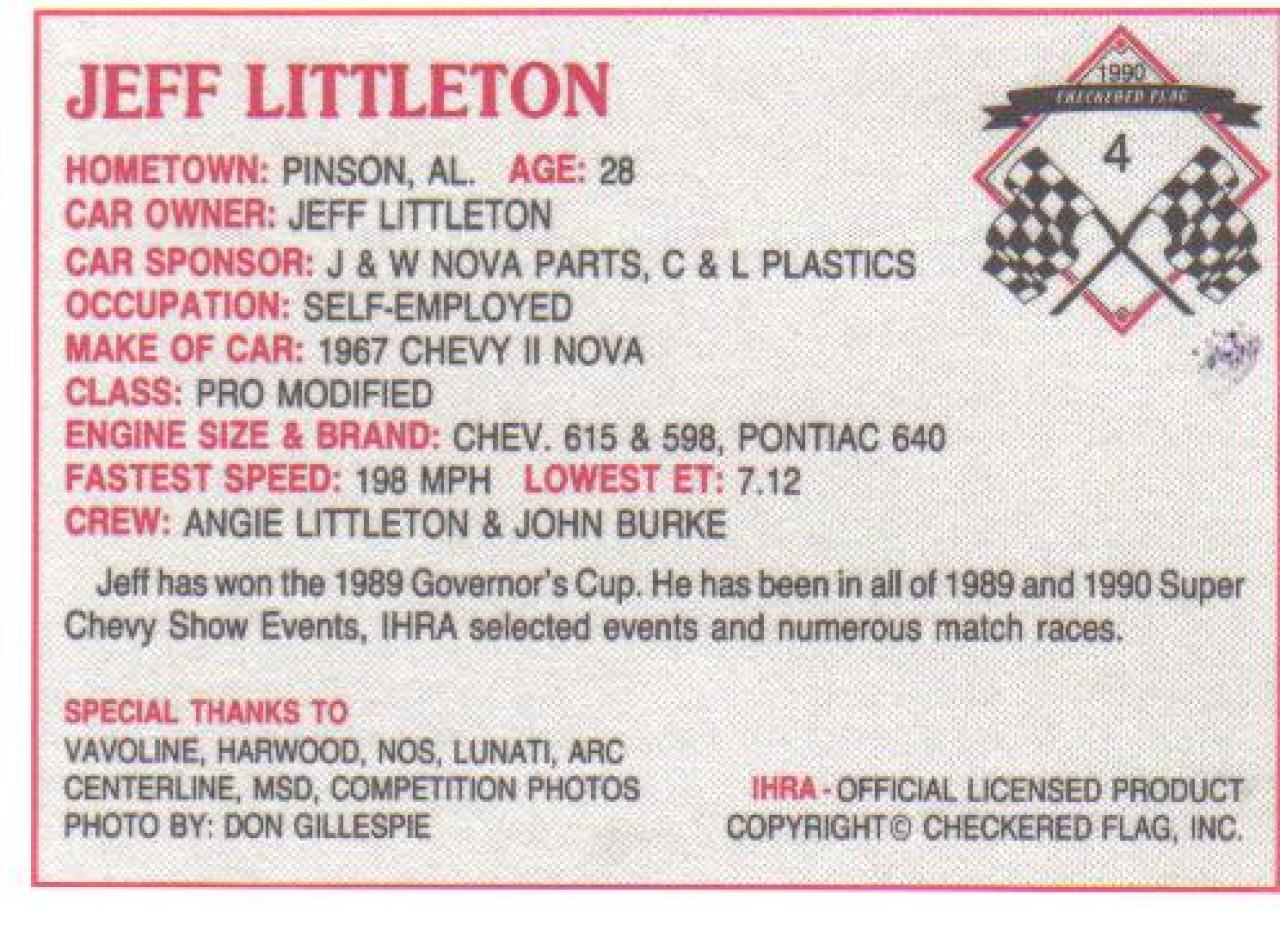 JEFF LITTLETON
1990
CHECKERED FLAG
4
HOMETOWN: PINSON, AL. AGE: 28
CAR OWNER: JEFF LITTLETON
CAR SPONSOR: J & W NOVA PARTS, C & L PLASTICS
OCCUPATION: SELF-EMPLOYED
MAKE OF CAR: 1967 CHEVY II NOVA
CLASS: PRO MODIFIED
ENGINE SIZE & BRAND: CHEV. 615 & 598, PONTIAC 640
FASTEST SPEED: 198 MPH LOWEST ET: 7.12
CREW: ANGIE LITTLETON & JOHN BURKE
Jeff has won the 1989 Governor's Cup. He has been in all of 1989 and 1990 Super
Chevy Show Events, IHRA selected events and numerous match races.
SPECIAL THANKS TO
VAVOLINE, HARWOOD, NOS, LUNATI, ARC
CENTERLINE, MSD, COMPETITION PHOTOS
PHOTO BY: DON GILLESPIE
IHRA - OFFICIAL LICENSED PRODUCT
COPYRIGHT© CHECKERED FLAG, INC.